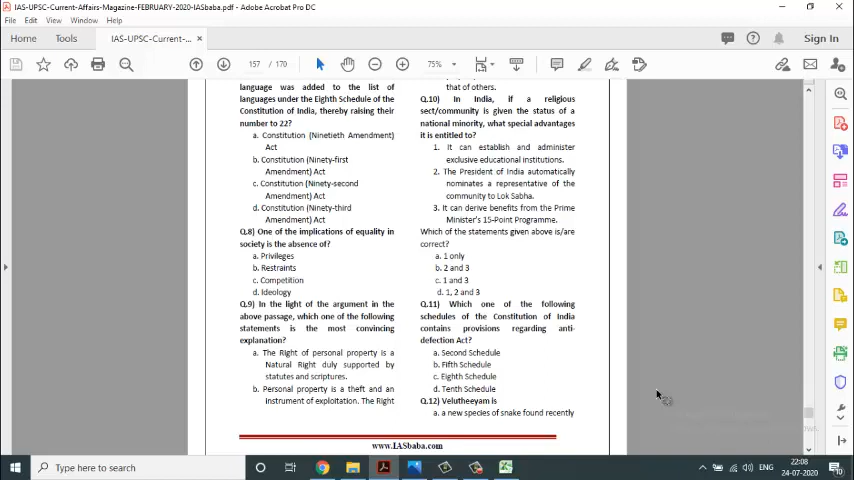 IAS-UPSC-Current-Affairs-Magazine-FEBRUARY-2020-IASbaba.pdf - Adobe Acrobat Pro DC
File Edit View Window Help
Home Tools IAS-UPSC-Current-... × Sign In
157 / 170 75%
language was added to the list of
languages under the Eighth Schedule of the
Constitution of India, thereby raising their
number to 22?
a. Constitution (Ninetieth Amendment)
Act
b. Constitution (Ninety-first
Amendment) Act
c. Constitution (Ninety-second
Amendment) Act
d. Constitution (Ninety-third
Amendment) Act
Q.8) One of the implications of equality in
society is the absence of?
a. Privileges
b. Restraints
c. Competition
d. Ideology
Q.9) In the light of the argument in the
above passage, which one of the following
statements is the most convincing
explanation?
a. The Right of personal property is a
Natural Right duly supported by
statutes and scriptures.
b. Personal property is a theft and an
instrument of exploitation. The Right
that of others.
Q.10) In India, if a religious
sect/community is given the status of a
national minority, what special advantages
it is entitled to?
1. It can establish and administer
exclusive educational institutions.
2. The President of India automatically
nominates a representative of the
community to Lok Sabha.
3. It can derive benefits from the Prime
Minister's 15-Point Programme.
Which of the statements given above is/are
correct?
a. 1 only
b. 2 and 3
c. 1 and 3
d. 1, 2 and 3
Q.11) Which one of the following
schedules of the Constitution of India
contains provisions regarding anti-
defection Act?
a. Second Schedule
b. Fifth Schedule
c. Eighth Schedule
d. Tenth Schedule
Q.12) Velutheeyam is
a. a new species of snake found recently
www.IASbaba.com
Type here to search
ENG
22:08
24-07-2020